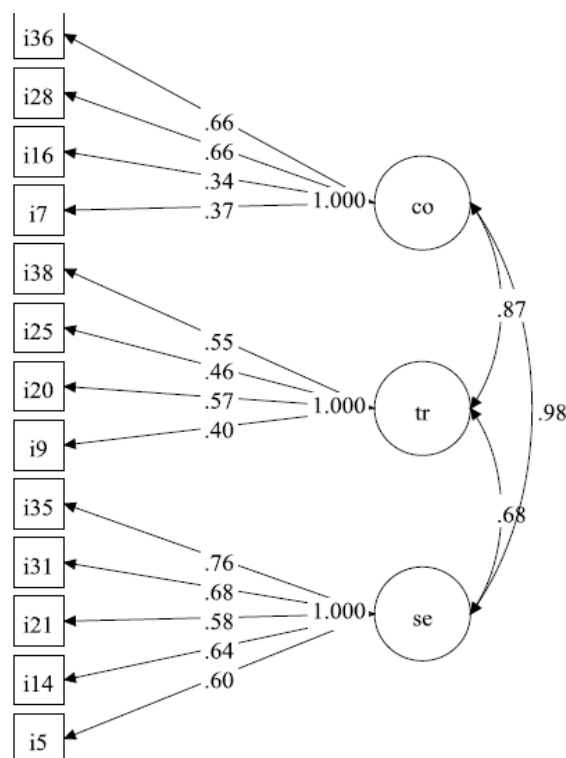 i36
i28
i16
i7
i38
i25
i20
i9
i35
i31
i21
i14
i5
.66
.66
.34
.37
1.000
co
.55
.46
.57
.40
1.000
tr
.76
.68
.58
.64
.60
1.000
se
.87
.98
.68